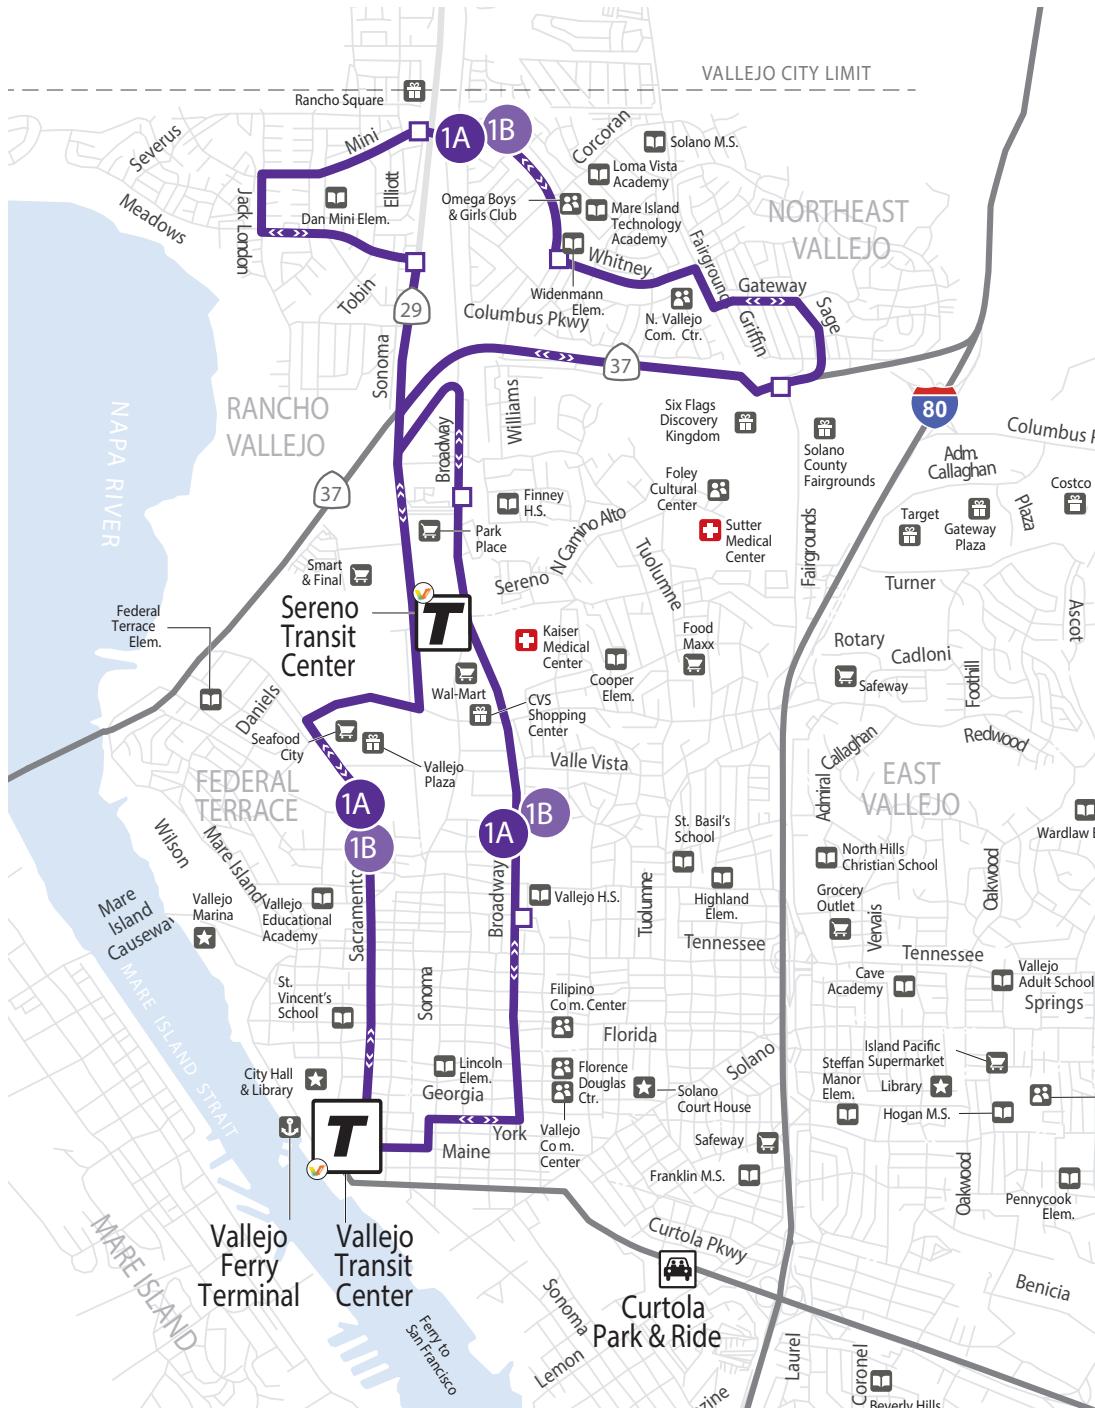 VALLEJO CITY LIMIT
Rancho Square
1A
1B
Mini
Severus
Corcoran
Solano M.S.
Loma Vista
Academy
Elliott
Jack London
Meadows
Dan Mini Elem.
Omega Boys
& Girls Club
Mare Island
Technology
Academy
NORTHEAST
VALLEJO
Fairground
Whitney
Tobin
Widenmann
Elem.
Gateway
Sage
29
Columbus Pkwy
N. Vallejo
Com. Ctr.
Griffin
Sonoma
37
NAPA RIVER
RANCHO
VALLEJO
Williams
Broadway
Six Flags
Discovery
Kingdom
80
Columbus P
Solano
County
Fairgrounds
Adm.
Callaghan
Foley
Cultural
Center
Costco
37
Finney
H.S.
N Camino Alto
Plaza
Target
Gateway
Plaza
Park
Place
Sutter
Medical
Center
Tuolumne
Fairgrounds
Smart
& Final
Sereno
Turner
Sereno
Transit
Center
T
Federal
Terrace
Elem.
Ascot
Kaiser
Medical
Center
Food
Maxx
Rotary
Cadloni
Cooper
Elem.
Safeway
Foothill
Wal-Mart
Daniels
CVS
Shopping
Center
Seafood
City
Redwood
Vallejo
Plaza
Valle Vista
Admiral Callaghan
FEDERAL
TERRACE
EAST
VALLEJO
1A
1B
1A
1B
Wilson
Mare Island
St. Basil's
School
Wardlaw E
North Hills
Christian School
Oakwood
Sacramento
Broadway
Mare
Island
Causeway
Vallejo
Marina
Vallejo
Educational
Academy
Vallejo H.S.
Tuolumne
Highland
Elem.
Grocery
Outlet
Vervais
Tennessee
Tennessee
MARE ISLAND STRAIT
St.
Vincent's
School
Sonoma
Filipino
Com. Center
Cave
Academy
Vallejo
Adult School
Springs
Florida
Solano
Island Pacific
Supermarket
City Hall
& Library
Lincoln
Elem.
Florence
Douglas
Ctr.
Steffan
Manor
Elem.
Library
Georgia
Solano
Court House
Hogan M.S.
T
York
Maine
Vallejo
Com.
Center
Safeway
Franklin M.S.
Oakwood
Pennycook
Elem.
MARE ISLAND
Vallejo
Ferry
Terminal
Vallejo
Transit
Center
Curtola Pkwy
Sonoma
Curtola
Park & Ride
Benicia
Ferry to
San Francisco
Lemon
Laurel
Coronel
zine
Beverly Hills